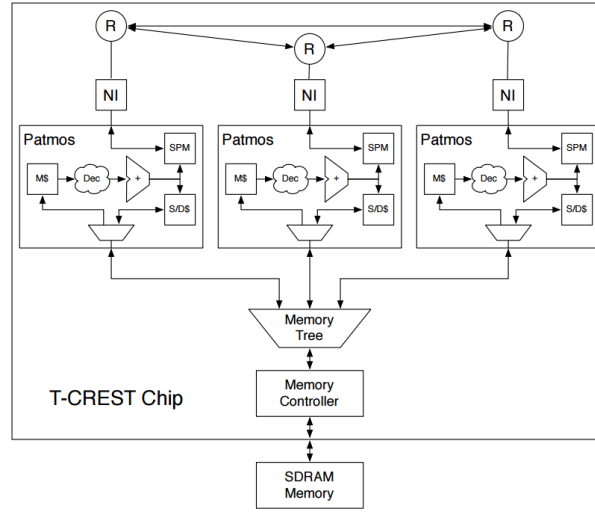 R
R
R
NI
NI
NI
Patmos
SPM
M$
Dec
+
S/D$
Patmos
SPM
M$
Dec
+
S/D$
Patmos
SPM
M$
Dec
+
S/D$
Memory
Tree
T-CREST Chip
Memory
Controller
SDRAM
Memory